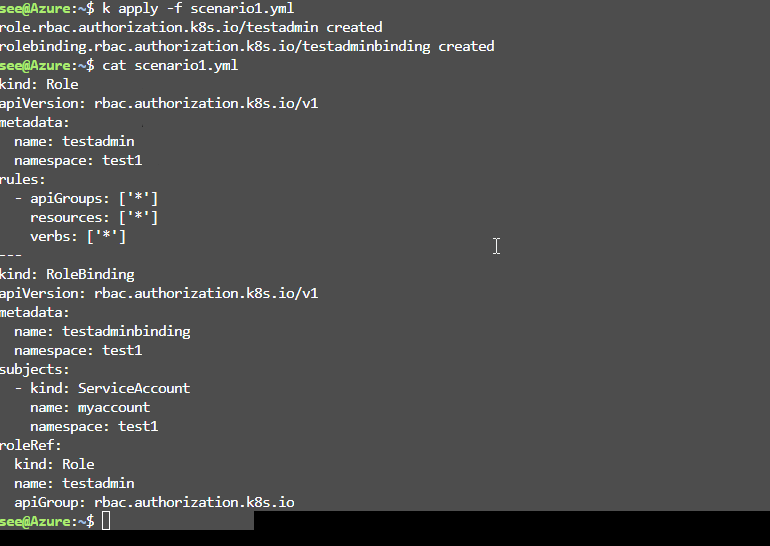 see@Azure:~$ k apply -f scenario1.yml
role.rbac.authorization.k8s.io/testadmin created
rolebinding.rbac.authorization.k8s.io/testadminbinding created
see@Azure:~$ cat scenario1.yml
kind: Role
apiVersion: rbac.authorization.k8s.io/v1
metadata:
  name: testadmin
  namespace: test1
rules:
  - apiGroups: ['*']
    resources: ['*']
    verbs: ['*']
---
kind: RoleBinding
apiVersion: rbac.authorization.k8s.io/v1
metadata:
  name: testadminbinding
  namespace: test1
subjects:
  - kind: ServiceAccount
    name: myaccount
    namespace: test1
roleRef:
  kind: Role
  name: testadmin
  apiGroup: rbac.authorization.k8s.io
see@Azure:~$